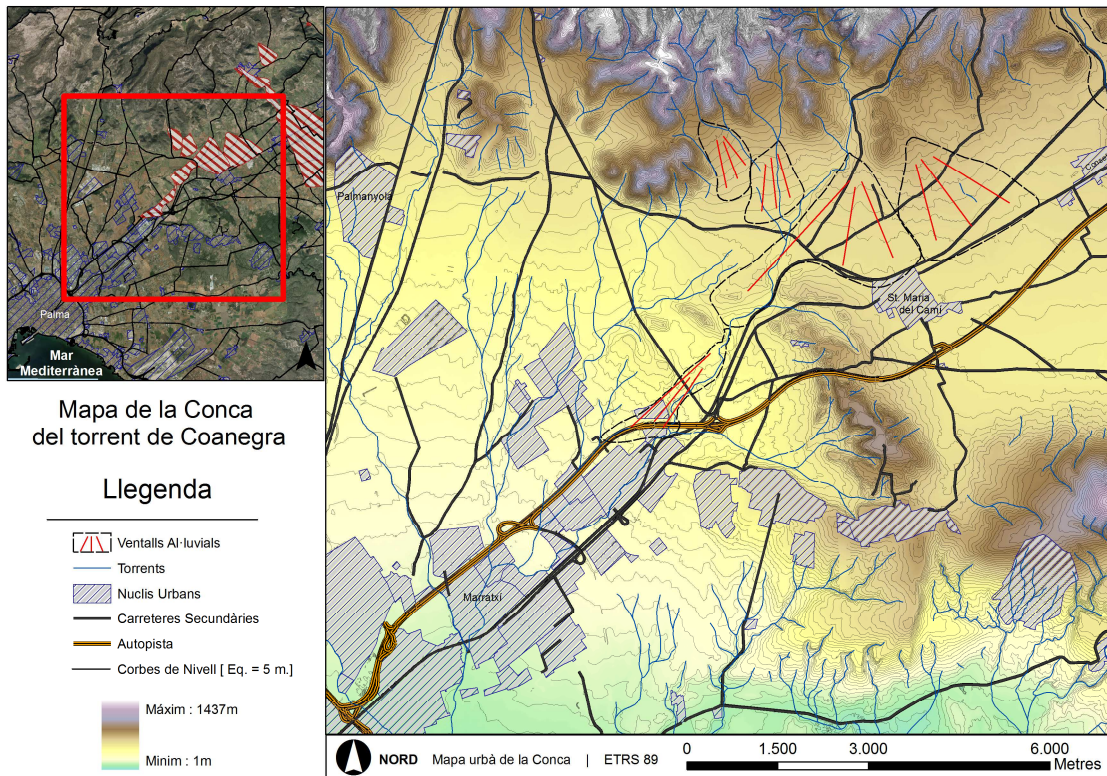 Palma
Mar
Mediterrània
Mapa de la Conca
del torrent de Coanegra
Llegenda
Ventalls Al·luvials
Torrents
Nuclis Urbans
Carreteres Secundàries
Autopista
Corbes de Nivell [ Eq. = 5 m.]
Máxim : 1437m
Minim : 1m
Palmanyola
St. Maria
del Camí
Marratxí
NORD Mapa urbà de la Conca | ETRS 89
0 1.500 3.000 6.000
Metres